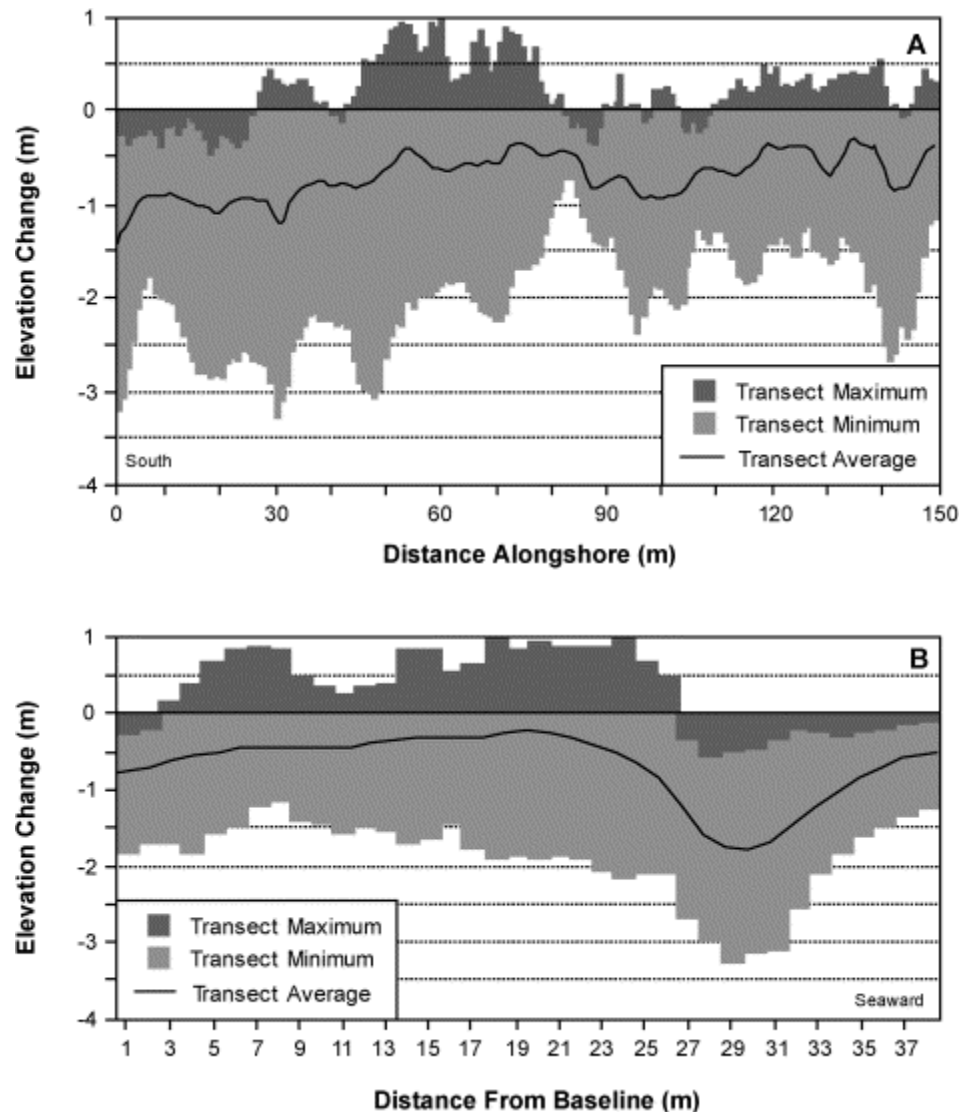 A
1
0
-1
-2
-3
-4
Elevation Change (m)
South
Transect Maximum
Transect Minimum
Transect Average
0 30 60 90 120 150
Distance Alongshore (m)
B
1
0
-1
-2
-3
-4
Elevation Change (m)
Transect Maximum
Transect Minimum
Transect Average
Seaward
1 3 5 7 9 11 13 15 17 19 21 23 25 27 29 31 33 35 37
Distance From Baseline (m)